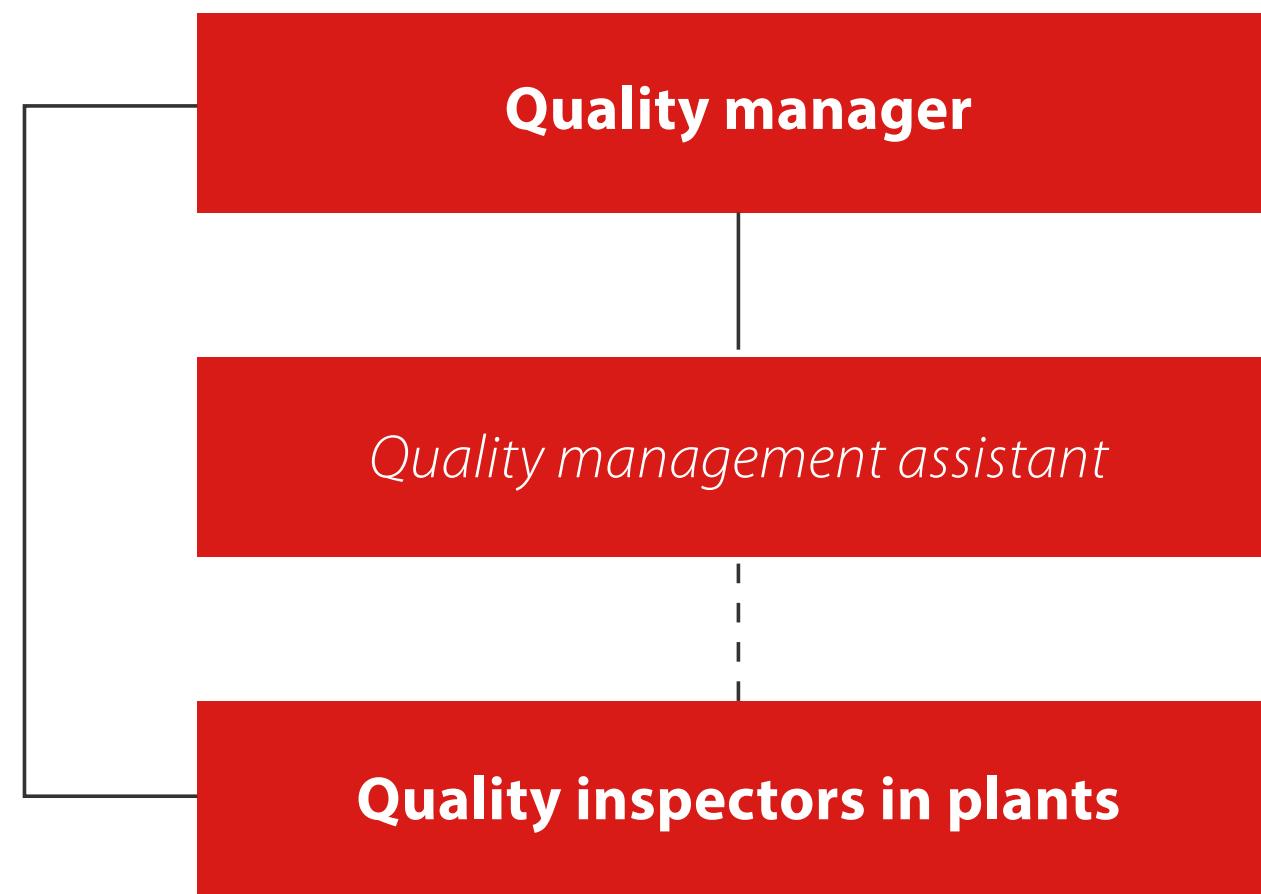 Quality manager
Quality management assistant
Quality inspectors in plants